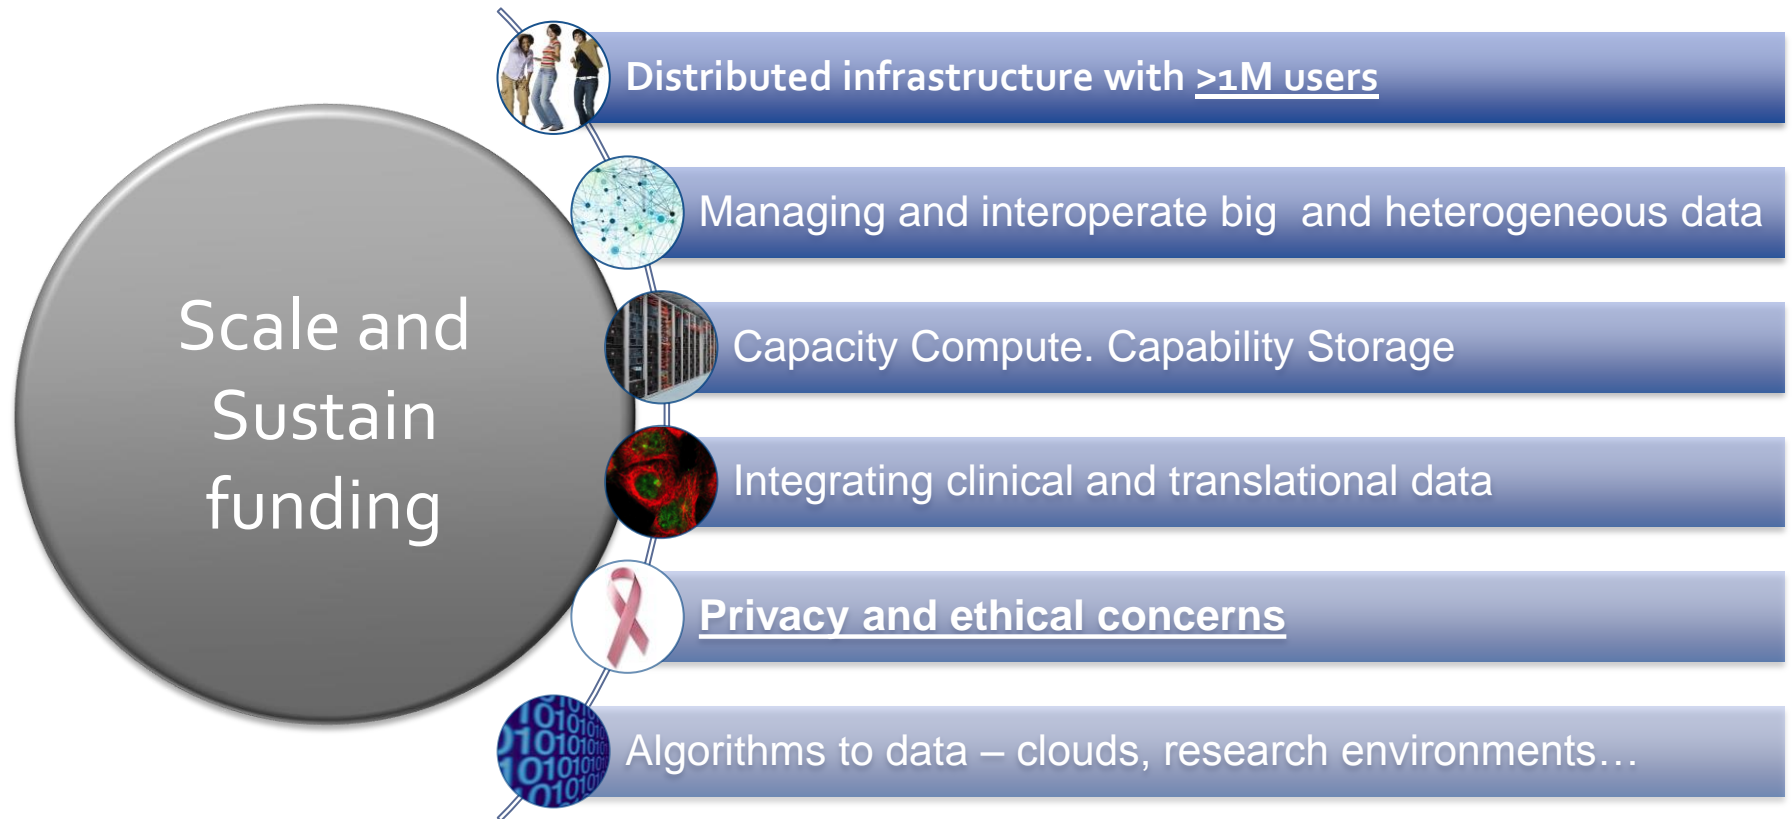 Scale and
Sustain
funding
Distributed infrastructure with >1M users
Managing and interoperate big  and heterogeneous data
Capacity Compute. Capability Storage
Integrating clinical and translational data
Privacy and ethical concerns
Algorithms to data – clouds, research environments…